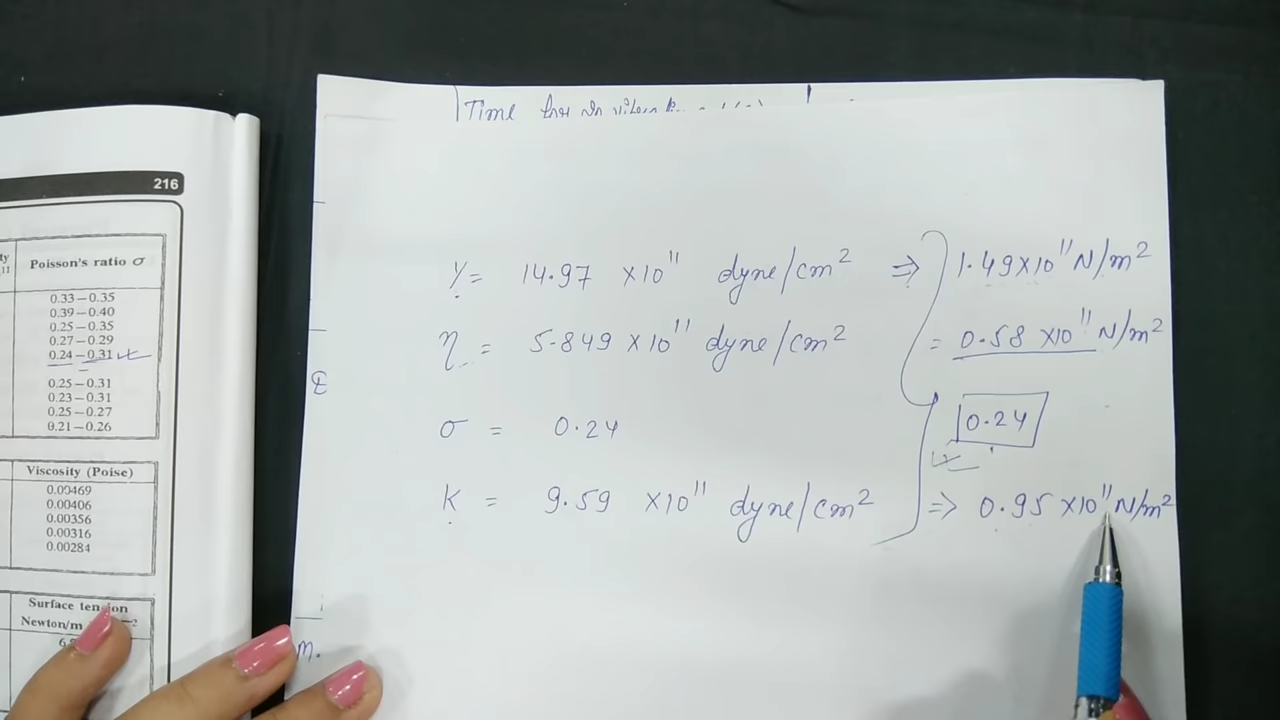 216
ty Poisson's ratio σ
11
0.33 – 0.35
0.39 – 0.40
0.25 – 0.35
0.27 – 0.29
0.24 – 0.31
0.25 – 0.31
0.23 – 0.31
0.25 – 0.27
0.21 – 0.26
Viscosity (Poise)
0.00469
0.00406
0.00356
0.00316
0.00284
Surface tension
Newton/m
Time
Y = 14.97 ×10¹¹ dyne/cm² ⇒ 1.49×10¹¹ N/m²
η = 5.849 ×10¹¹ dyne/cm² = 0.58 ×10¹¹ N/m²
σ = 0.24 0.24
K = 9.59 ×10¹¹ dyne/cm² ⇒ 0.95 ×10¹¹ N/m²
m.